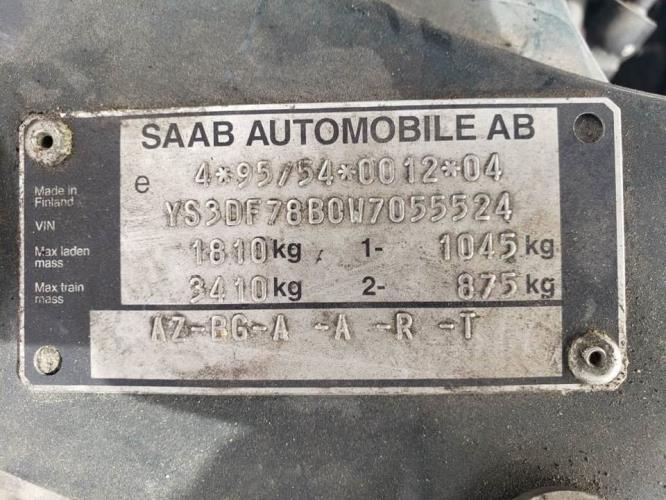 SAAB AUTOMOBILE AB
e 4*95/54*0012*04
Made in
Finland
VIN YS3DF78B0W7055524
Max laden
mass 1810 kg 1- 1045 kg
Max train
mass 3410 kg 2- 875 kg
AZ-BG-A -A -R -T